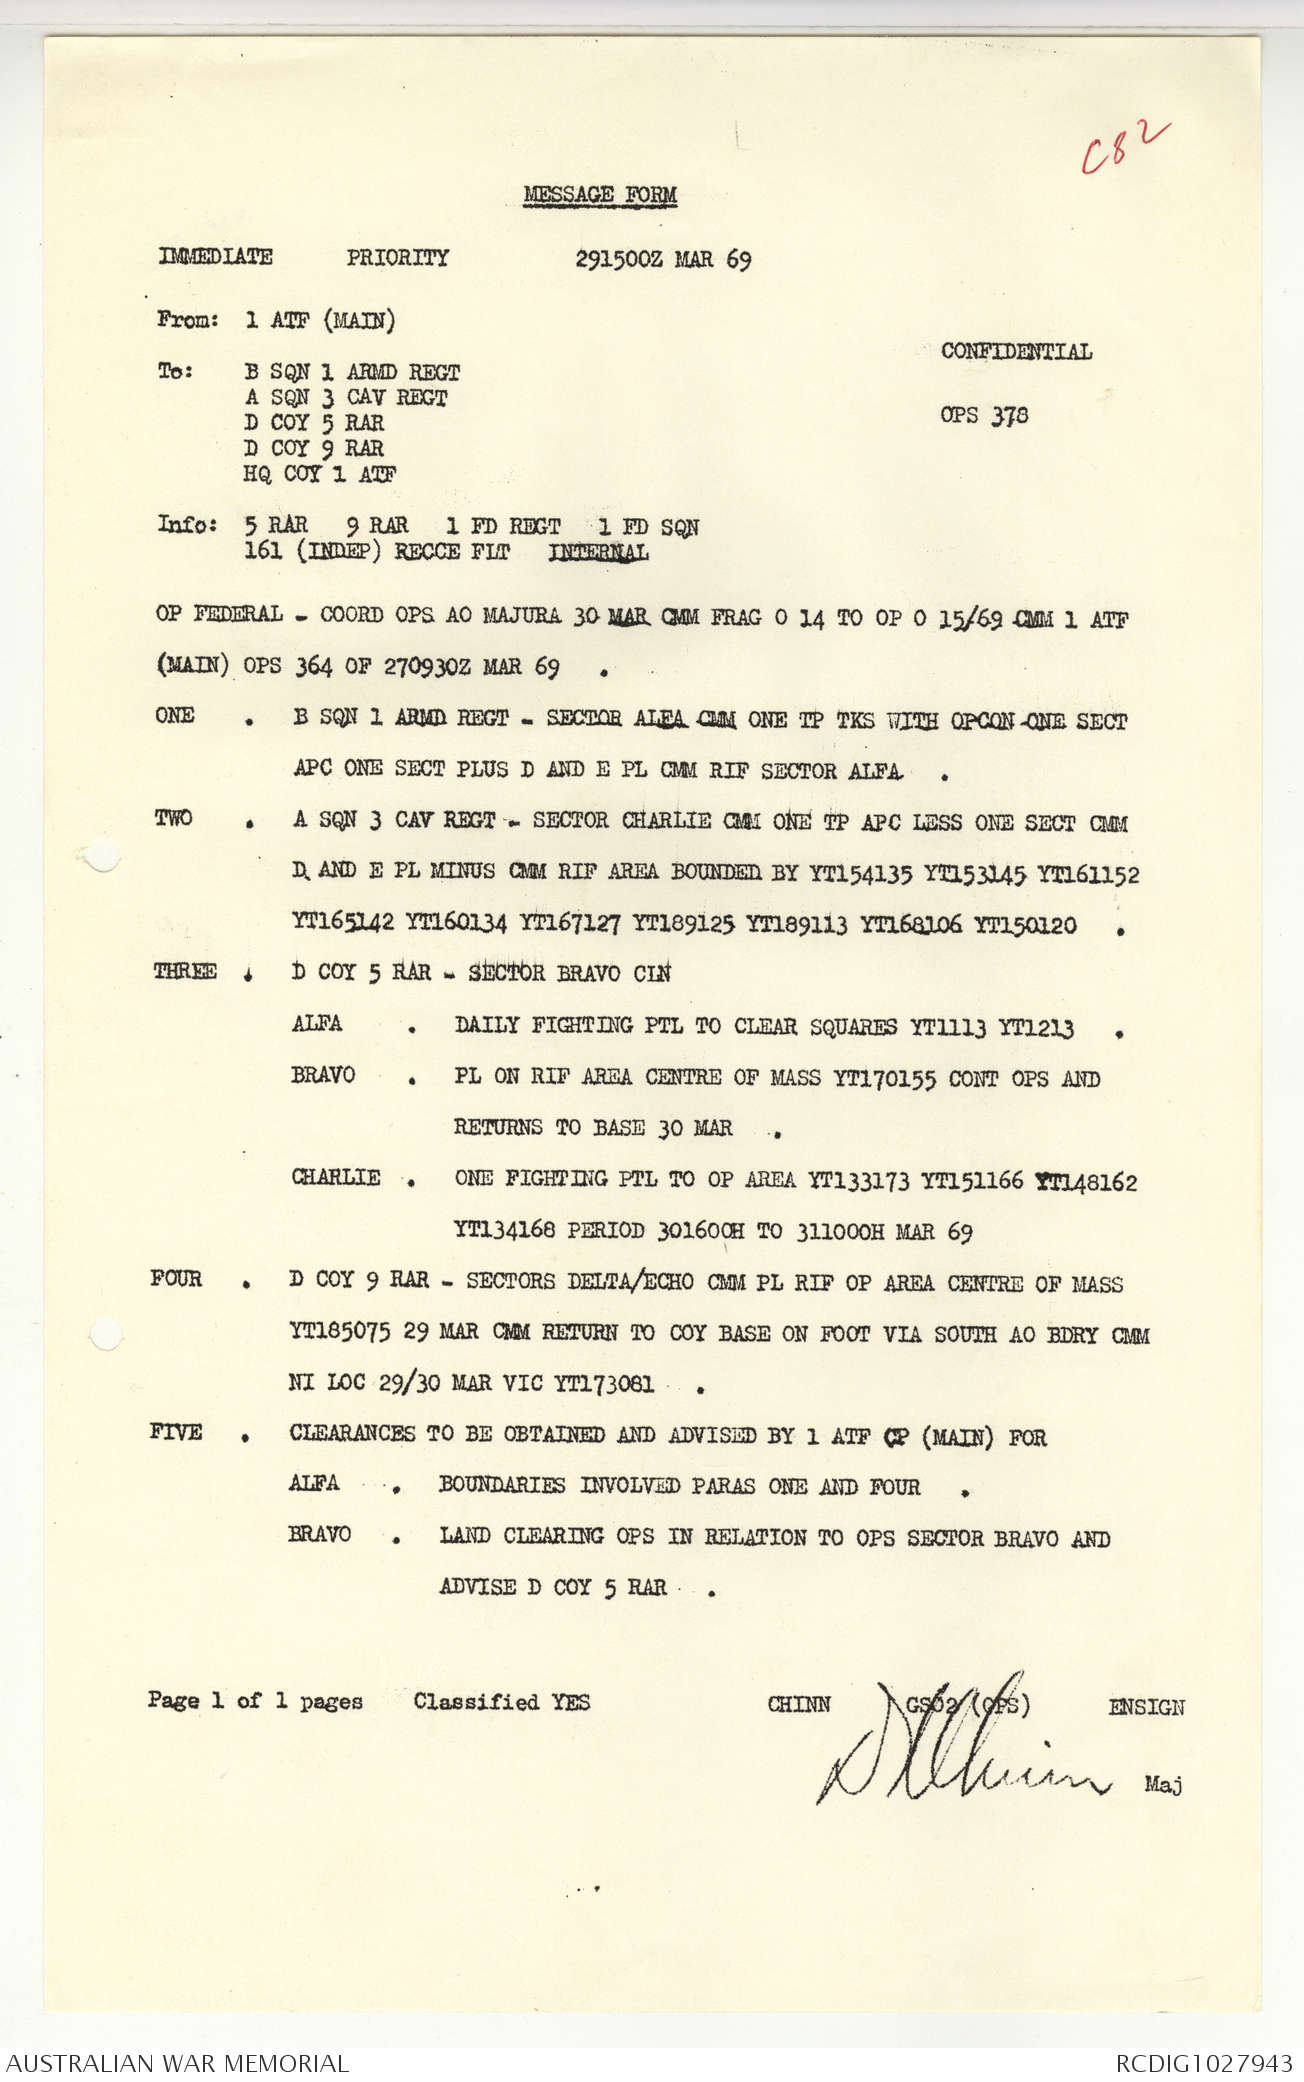 C82
MESSAGE FORM
IMMEDIATE PRIORITY 291500Z MAR 69
From: 1 ATF (MAIN)
CONFIDENTIAL
To: B SQN 1 ARMD REGT
A SQN 3 CAV REGT
D COY 5 RAR
OPS 378
D COY 9 RAR
HQ COY 1 ATF
Info: 5 RAR 9 RAR 1 FD REGT 1 FD SQN
161 (INDEP) RECCE FLT INTERNAL
OP FEDERAL - COORD OPS AO MAJURA 30 MAR CMM FRAG O 14 TO OP O 15/69 CMM 1 ATF
(MAIN) OPS 364 OF 270930Z MAR 69 .
ONE . B SQN 1 ARMD REGT - SECTOR ALFA CMM ONE TP TKS WITH OPCON ONE SECT
APC ONE SECT PLUS D AND E PL CMM RIF SECTOR ALFA .
TWO . A SQN 3 CAV REGT - SECTOR CHARLIE CMM ONE TP APC LESS ONE SECT CMM
D AND E PL MINUS CMM RIF AREA BOUNDED BY YT154135 YT153145 YT161152
YT165142 YT160134 YT167127 YT189125 YT189113 YT168106 YT150120 .
THREE . D COY 5 RAR - SECTOR BRAVO CLN
ALFA . DAILY FIGHTING PTL TO CLEAR SQUARES YT1113 YT1213 .
BRAVO . PL ON RIF AREA CENTRE OF MASS YT170155 CONT OPS AND
RETURNS TO BASE 30 MAR .
CHARLIE . ONE FIGHTING PTL TO OP AREA YT133173 YT151166 YT148162
YT134168 PERIOD 301600H TO 311000H MAR 69
FOUR . D COY 9 RAR - SECTORS DELTA/ECHO CMM PL RIF OP AREA CENTRE OF MASS
YT185075 29 MAR CMM RETURN TO COY BASE ON FOOT VIA SOUTH AO BDRY CMM
NI LOC 29/30 MAR VIC YT173081 .
FIVE . CLEARANCES TO BE OBTAINED AND ADVISED BY 1 ATF CP (MAIN) FOR
ALFA . BOUNDARIES INVOLVED PARAS ONE AND FOUR .
BRAVO . LAND CLEARING OPS IN RELATION TO OPS SECTOR BRAVO AND
ADVISE D COY 5 RAR .
Page 1 of 1 pages Classified YES CHINN GSO2 (OPS) ENSIGN
Maj
AUSTRALIAN WAR MEMORIAL RCDIG1027943